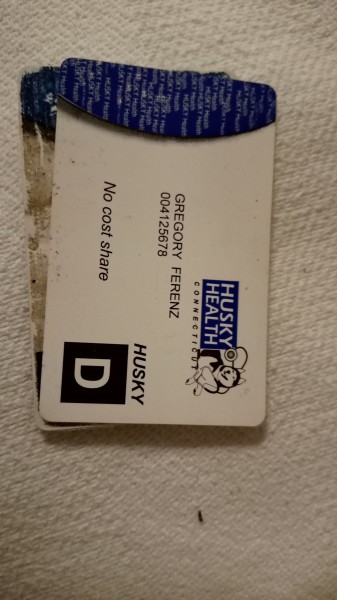 HUSKY
HEALTH
CONNECTICUT
GREGORY FERENZ
004125678
No cost share
HUSKY
D